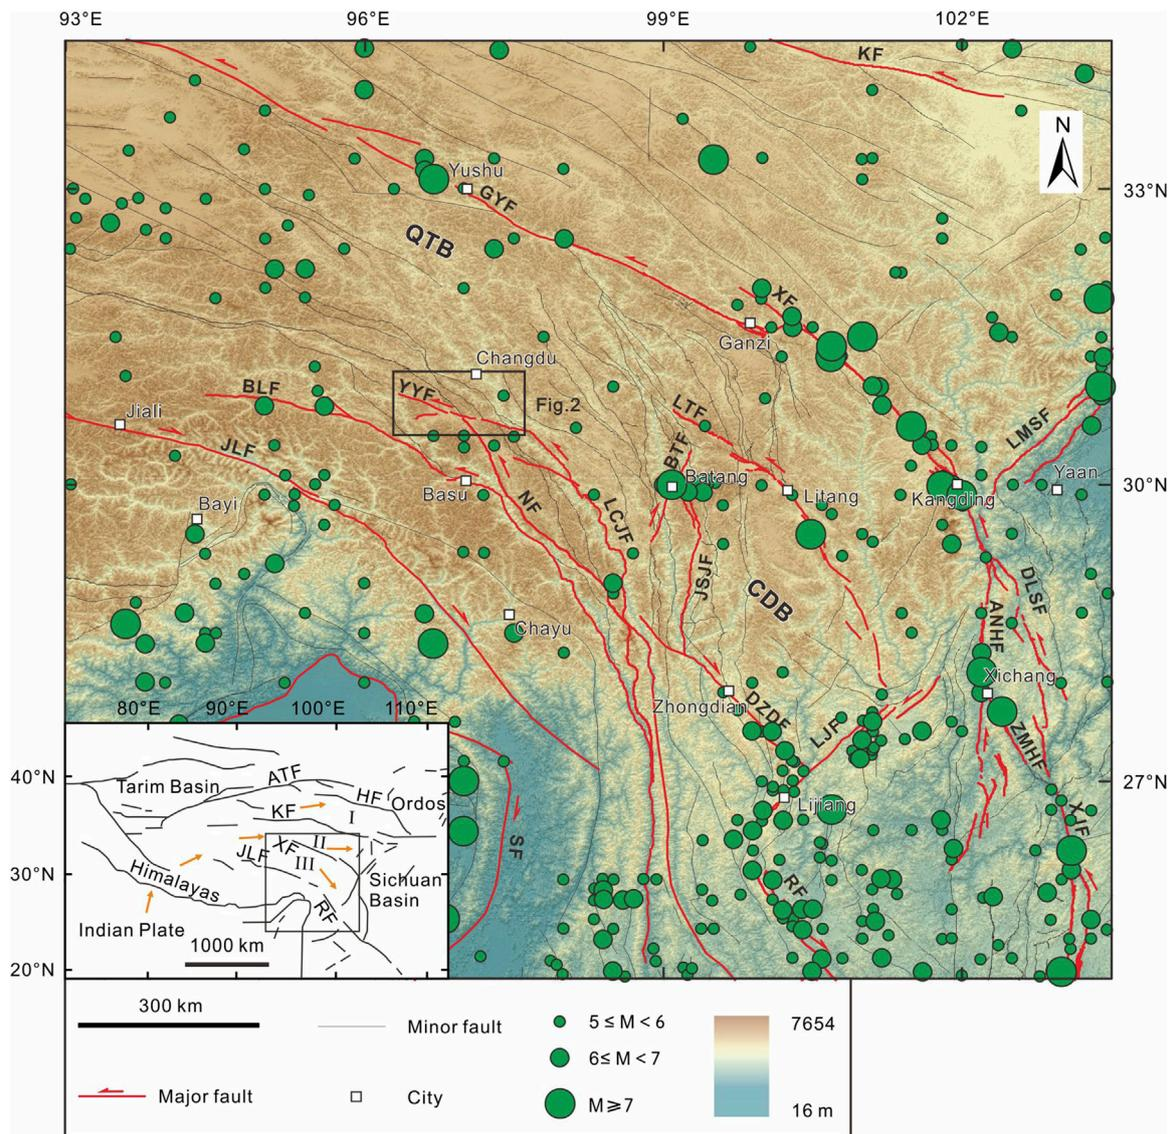 93°E 96°E 99°E 102°E
KF
N
Yushu
33°N
GYF
QTB
XF
Ganzi
Changdu
BLF
YYF
Fig.2
Jiali
LTF
LMSF
JLF
BTF
Batang
Yaan
Basu
Litang
Kangding
30°N
Bayi
NF
LCJF
JSJF
DLSF
CDB
ANHF
Chayu
Xichang
Zhongdian
DZDF
LJF
ZMHF
80°E 90°E 100°E 110°E
40°N
27°N
Tarim Basin
ATF
HF
Ordos
KF
I
Lijiang
XJF
SF
XF
II
JLF
III
30°N
Himalayas
Sichuan
Basin
RF
RF
Indian Plate
1000 km
20°N
300 km
Minor fault
5 ≤ M < 6
7654
6≤ M < 7
Major fault
City
M≥7
16 m